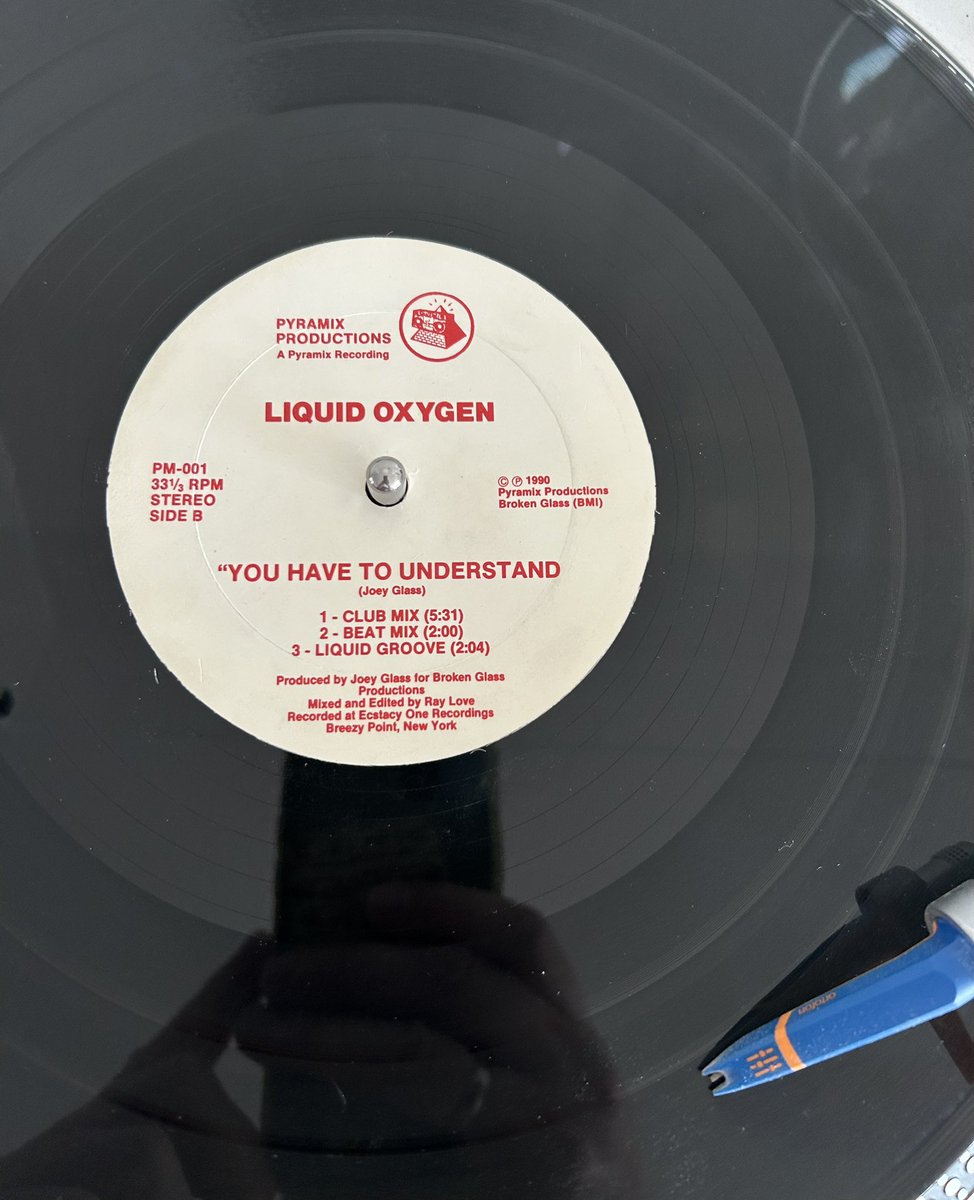 PYRAMIX
PRODUCTIONS
A Pyramix Recording
LIQUID OXYGEN
PM-001
33⅓ RPM
STEREO
SIDE B
© ℗ 1990
Pyramix Productions
Broken Glass (BMI)
“YOU HAVE TO UNDERSTAND
(Joey Glass)
1 - CLUB MIX (5:31)
2 - BEAT MIX (2:00)
3 - LIQUID GROOVE (2:04)
Produced by Joey Glass for Broken Glass
Productions
Mixed and Edited by Ray Love
Recorded at Ecstacy One Recordings
Breezy Point, New York
ortofon